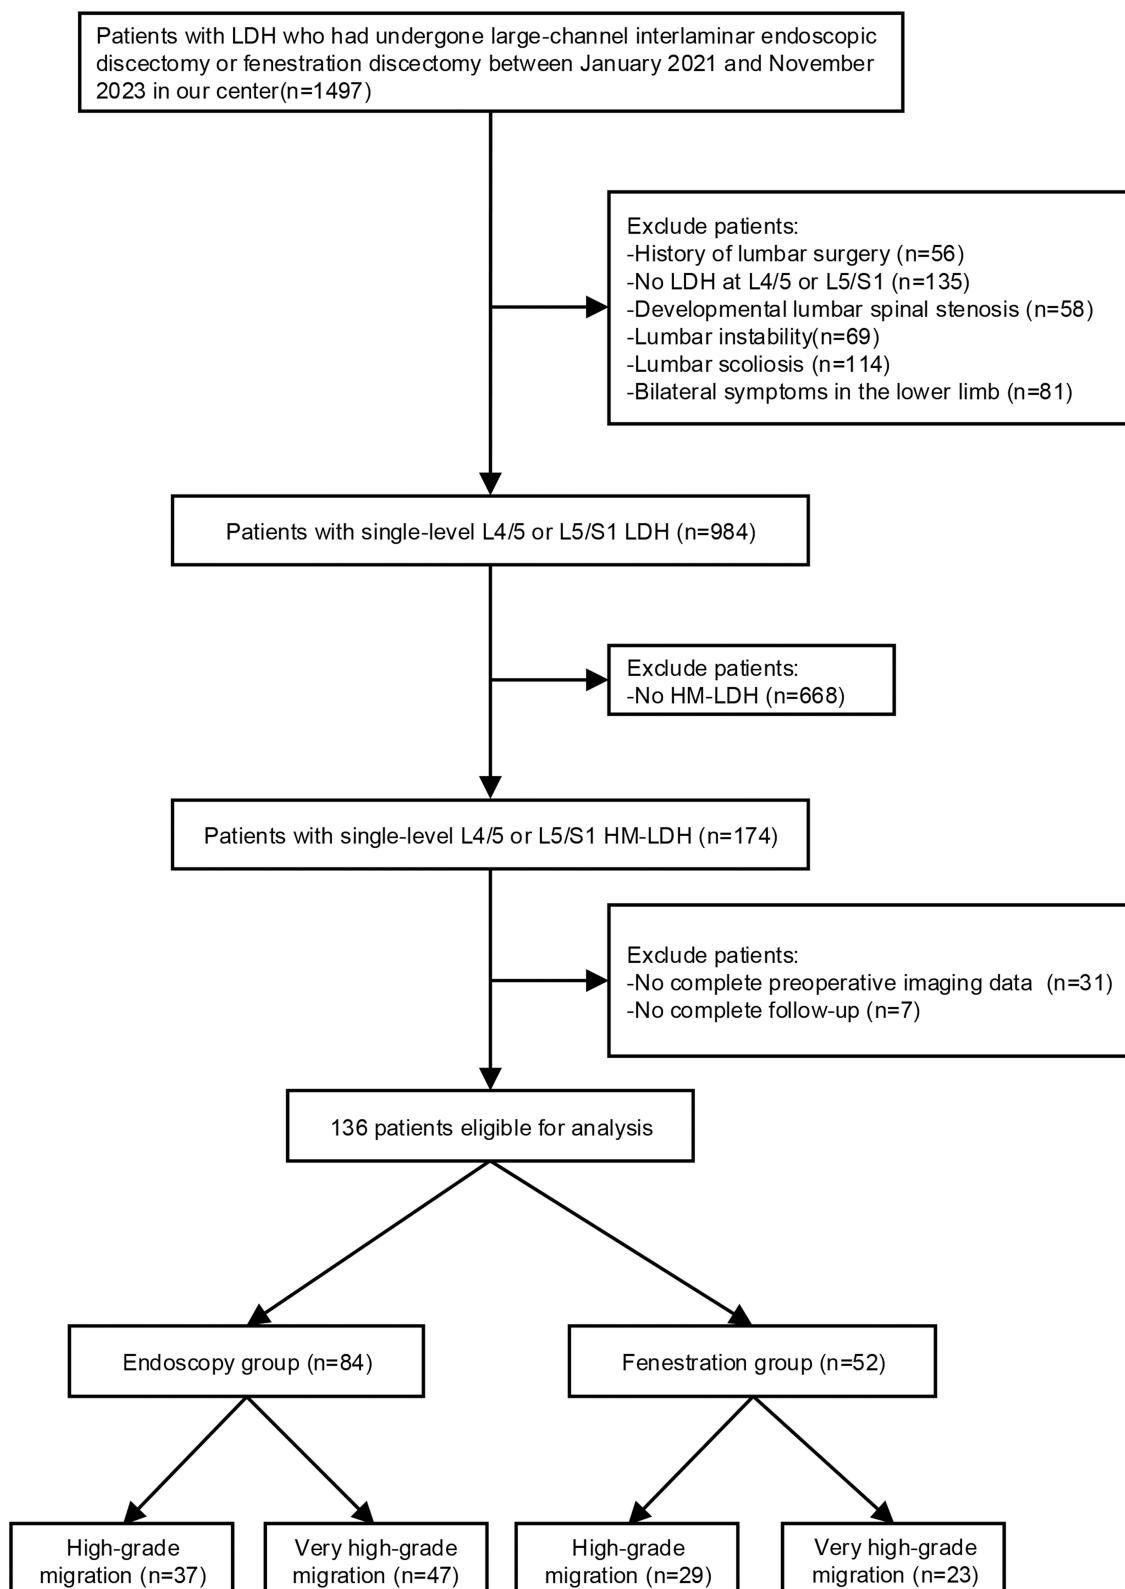 Patients with LDH who had undergone large-channel interlaminar endoscopic
discectomy or fenestration discectomy between January 2021 and November
2023 in our center(n=1497)
Exclude patients:
-History of lumbar surgery (n=56)
-No LDH at L4/5 or L5/S1 (n=135)
-Developmental lumbar spinal stenosis (n=58)
-Lumbar instability(n=69)
-Lumbar scoliosis (n=114)
-Bilateral symptoms in the lower limb (n=81)
Patients with single-level L4/5 or L5/S1 LDH (n=984)
Exclude patients:
-No HM-LDH (n=668)
Patients with single-level L4/5 or L5/S1 HM-LDH (n=174)
Exclude patients:
-No complete preoperative imaging data  (n=31)
-No complete follow-up (n=7)
136 patients eligible for analysis
Endoscopy group (n=84)
Fenestration group (n=52)
High-grade
migration (n=37)
Very high-grade
migration (n=47)
High-grade
migration (n=29)
Very high-grade
migration (n=23)